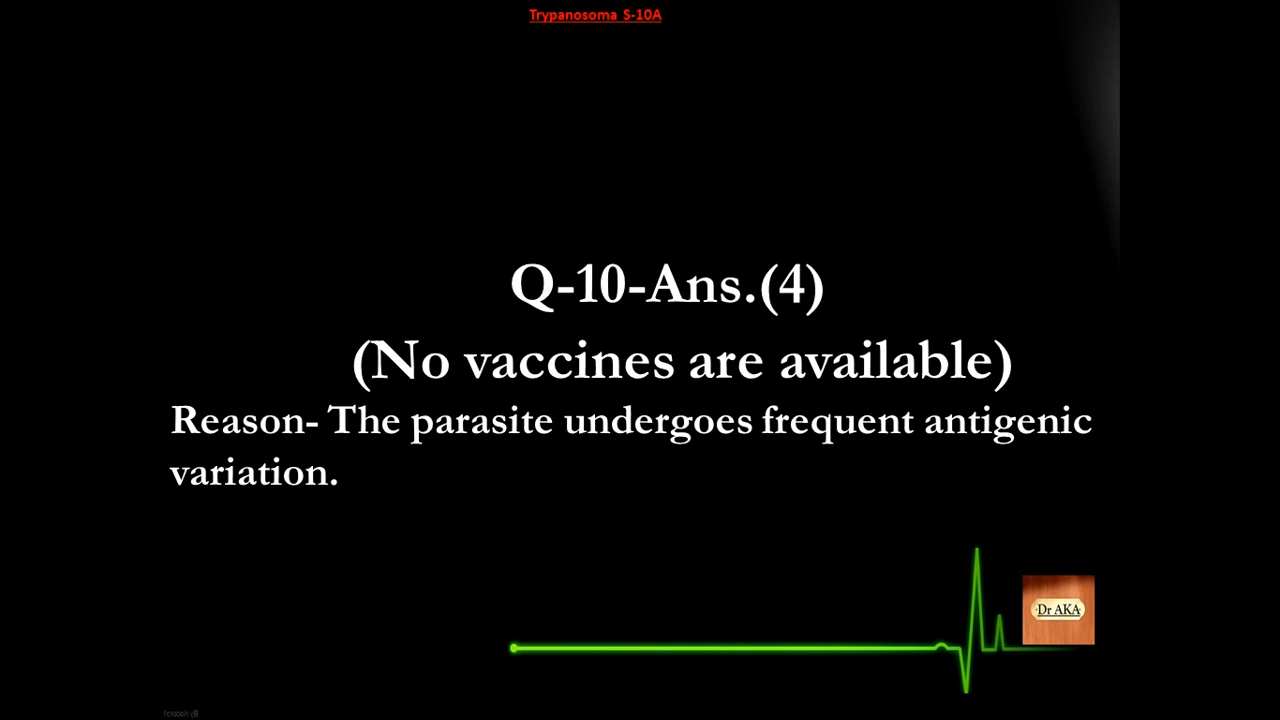 Trypanosoma S-10A
Q-10-Ans.(4)
(No vaccines are available)
Reason- The parasite undergoes frequent antigenic
variation.
Dr AKA